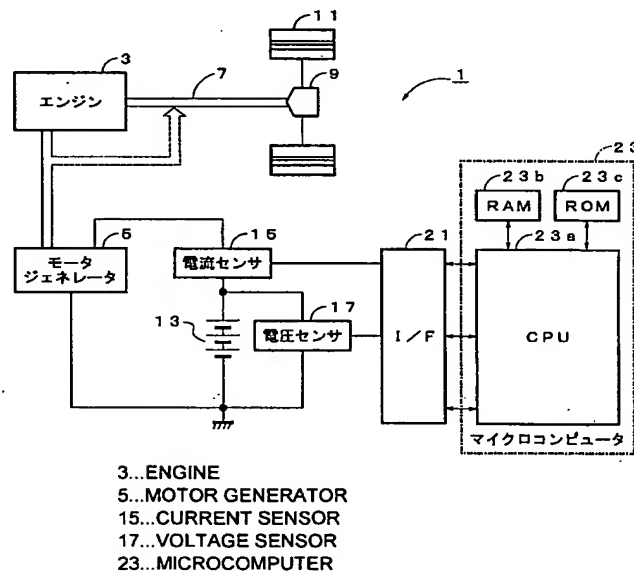 11
3
7
9
1
エンジン
23
23b
23c
RAM
ROM
5
15
21
23a
モータ
ジェネレータ
電流センサ
17
13
電圧センサ
I/F
CPU
マイクロコンピュータ
3...ENGINE
5...MOTOR GENERATOR
15...CURRENT SENSOR
17...VOLTAGE SENSOR
23...MICROCOMPUTER